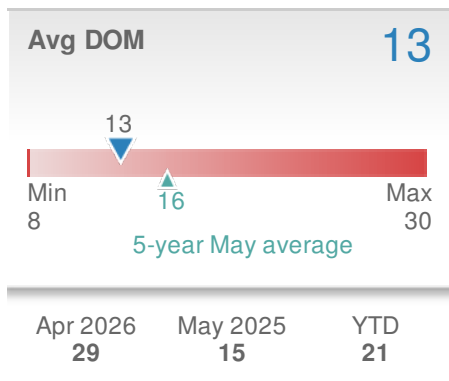 Avg DOM 13
13
Min Max
8 16 30
5-year May average
Apr 2026 May 2025 YTD
29 15 21